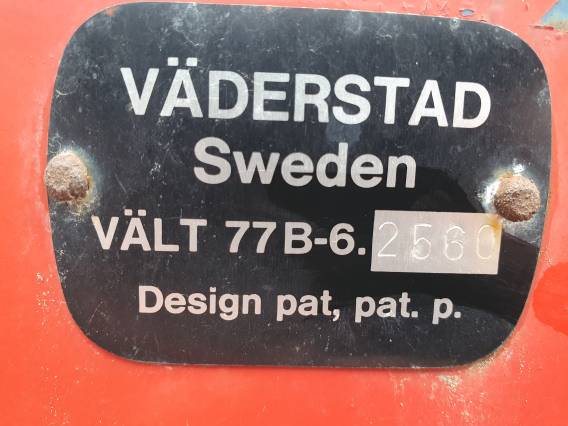 VÄDERSTAD
Sweden
VÄLT 77B-6. 2560
Design pat, pat. p.